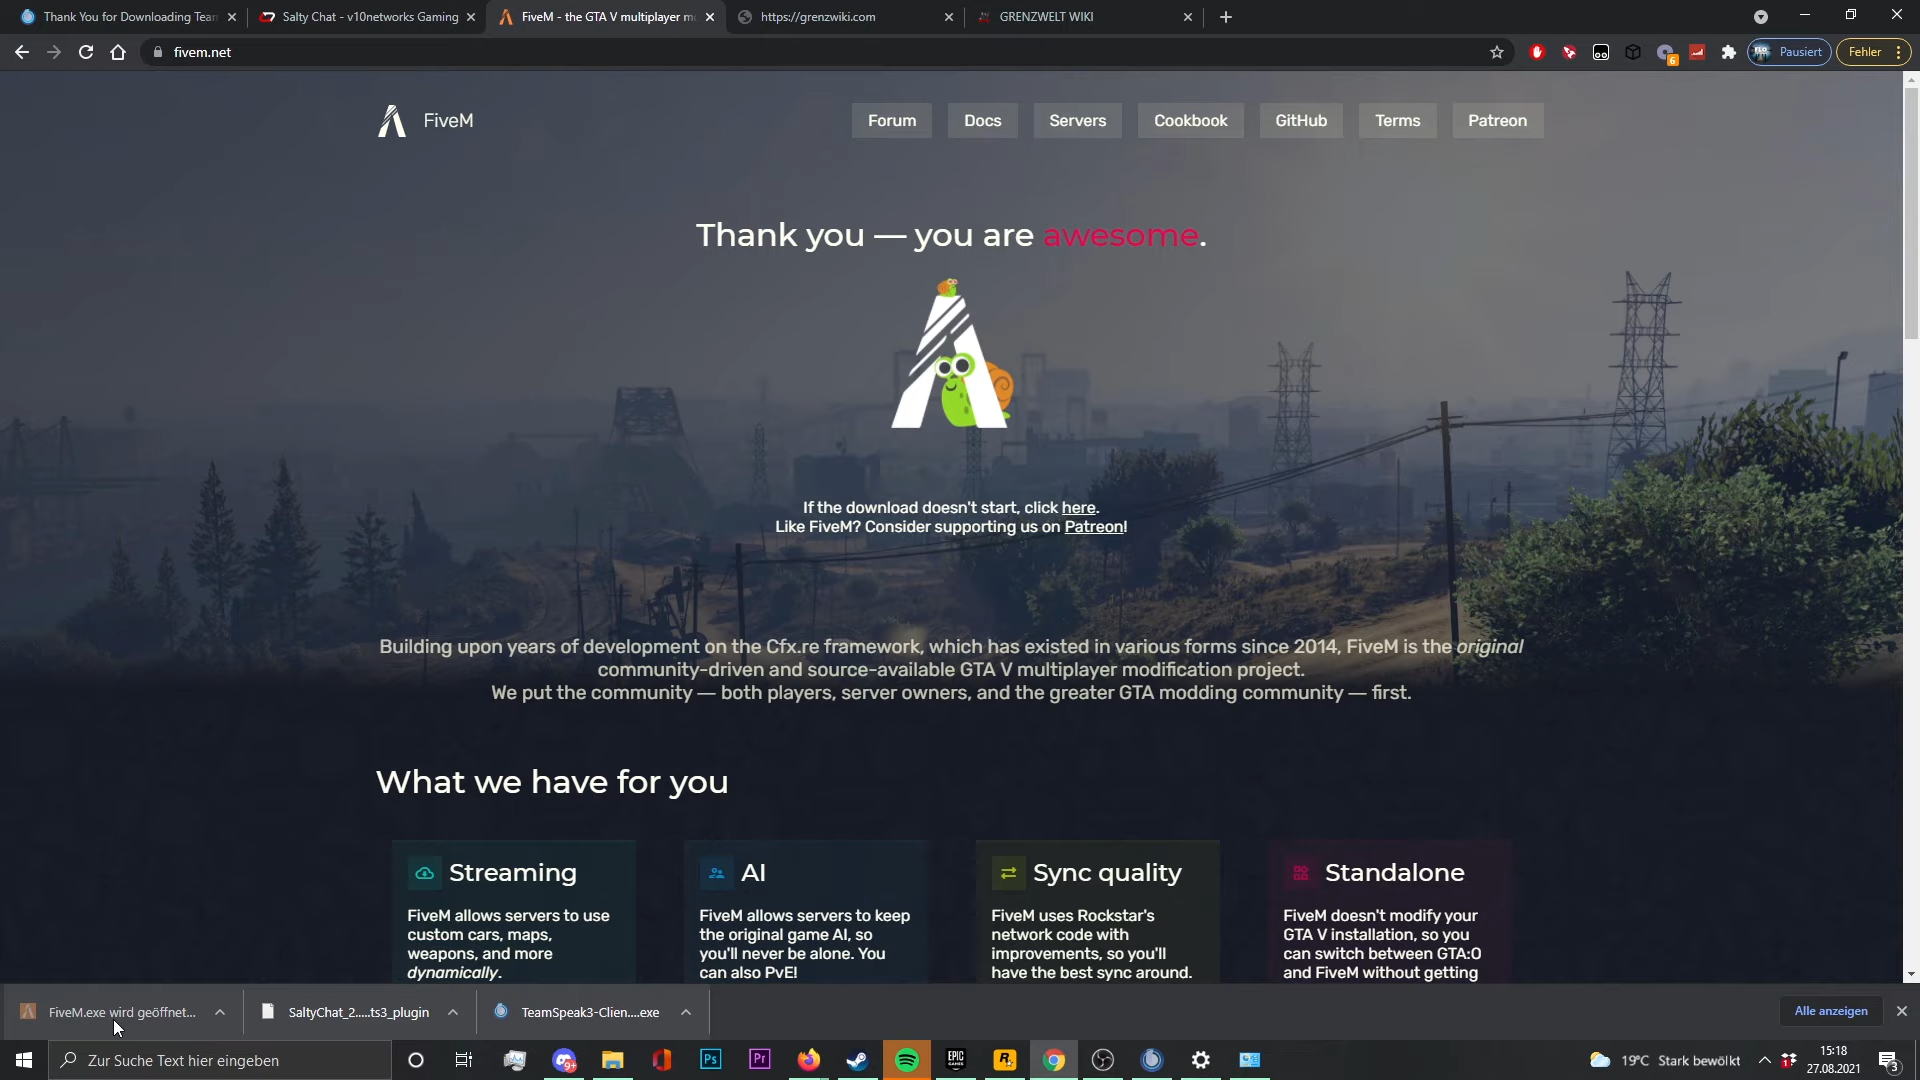 Thank You for Downloading Team
Salty Chat - v10networks Gaming
FiveM - the GTA V multiplayer m
https://grenzwiki.com
GRENZWELT WIKI
fivem.net
6
Pausiert
Fehler
FiveM
Forum
Docs
Servers
Cookbook
GitHub
Terms
Patreon
Thank you — you are awesome.
If the download doesn't start, click here.
Like FiveM? Consider supporting us on Patreon!
Building upon years of development on the Cfx.re framework, which has existed in various forms since 2014, FiveM is the original
community-driven and source-available GTA V multiplayer modification project.
We put the community — both players, server owners, and the greater GTA modding community — first.
What we have for you
Streaming
FiveM allows servers to use
custom cars, maps,
weapons, and more
dynamically.
AI
FiveM allows servers to keep
the original game AI, so
you'll never be alone. You
can also PvE!
Sync quality
FiveM uses Rockstar's
network code with
improvements, so you'll
have the best sync around.
Standalone
FiveM doesn't modify your
GTA V installation, so you
can switch between GTA:O
and FiveM without getting
FiveM.exe wird geöffnet...
SaltyChat_2.....ts3_plugin
TeamSpeak3-Clien....exe
Alle anzeigen
Zur Suche Text hier eingeben
9+
Ps
Pr
EPIC
GAMES
R
19°C Stark bewölkt
1
15:18
27.08.2021
3